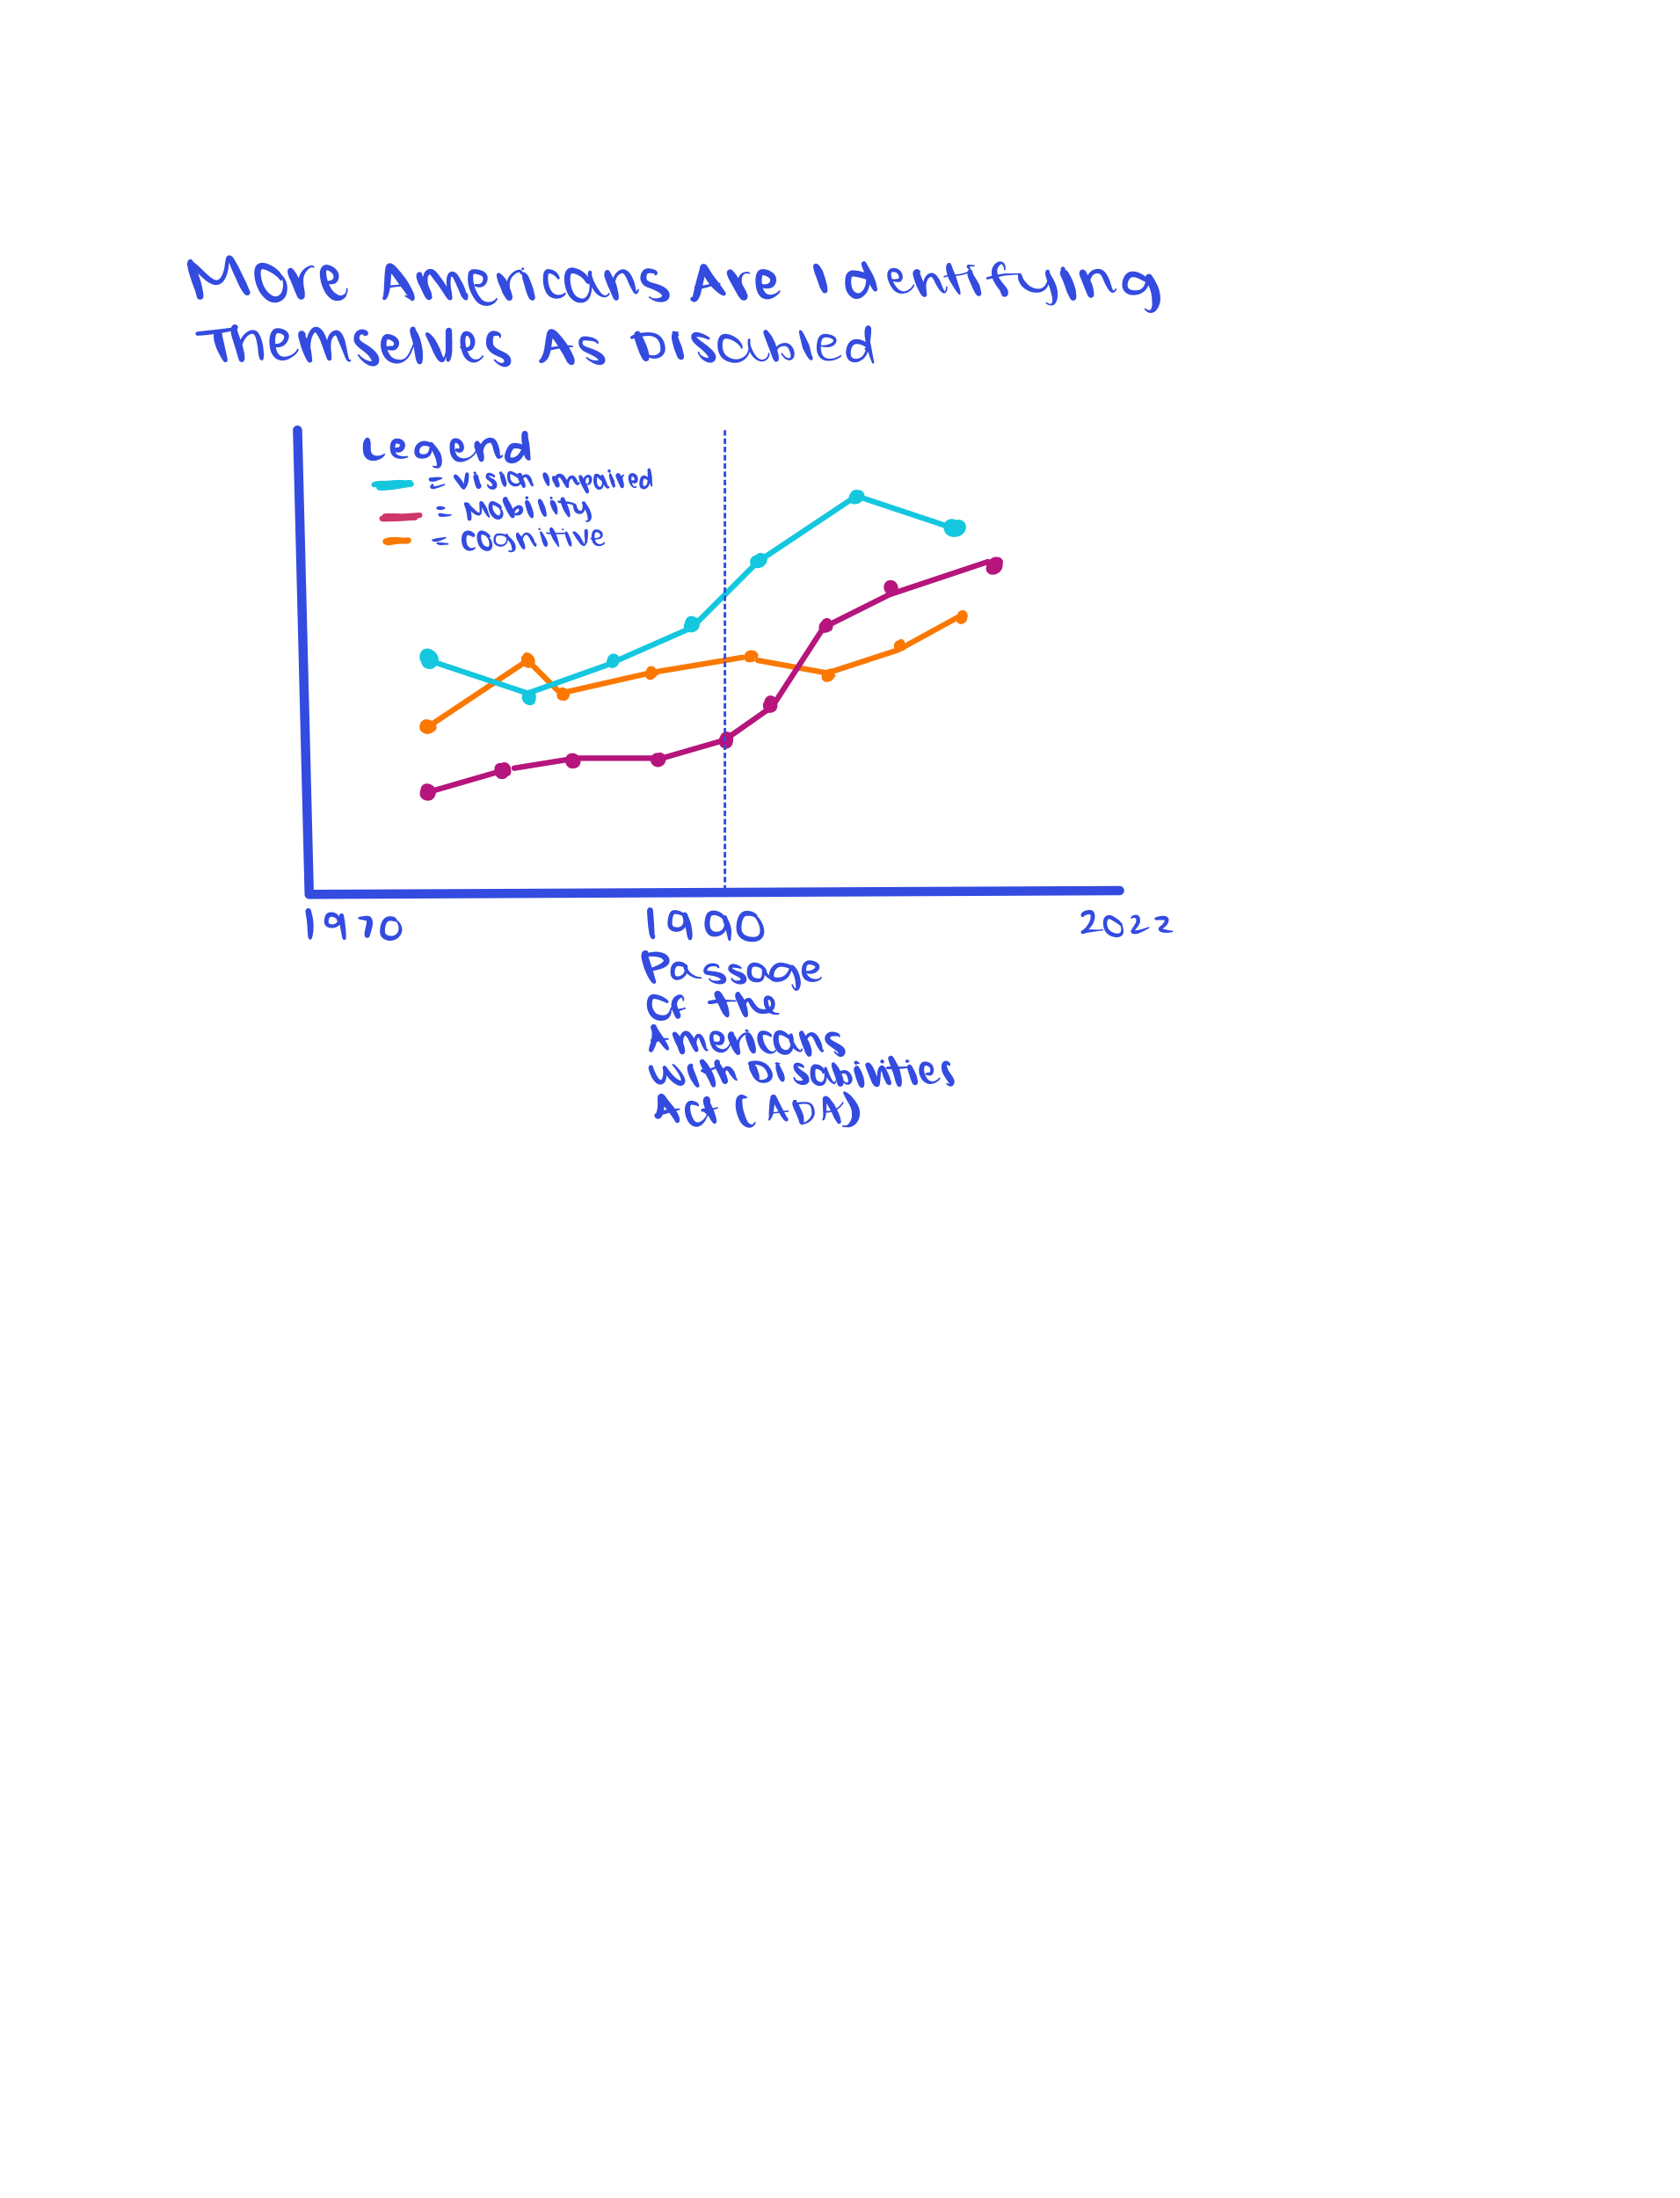 More Americans Are Identifying
Themselves As Disabled
Legend
= vision impaired
= Mobility
= cognitive
1970
1990
2022
Passage
of the
Americans
with Disabilities
Act (ADA)